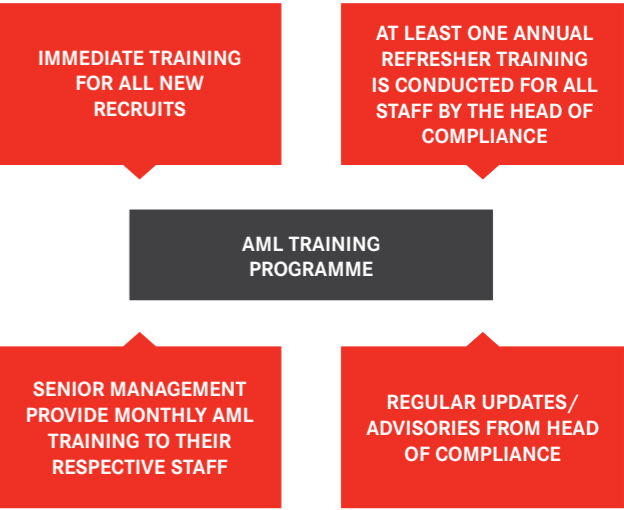 IMMEDIATE TRAINING
FOR ALL NEW
RECRUITS
AT LEAST ONE ANNUAL
REFRESHER TRAINING
IS CONDUCTED FOR ALL
STAFF BY THE HEAD OF
COMPLIANCE
AML TRAINING
PROGRAMME
SENIOR MANAGEMENT
PROVIDE MONTHLY AML
TRAINING TO THEIR
RESPECTIVE STAFF
REGULAR UPDATES/
ADVISORIES FROM HEAD
OF COMPLIANCE